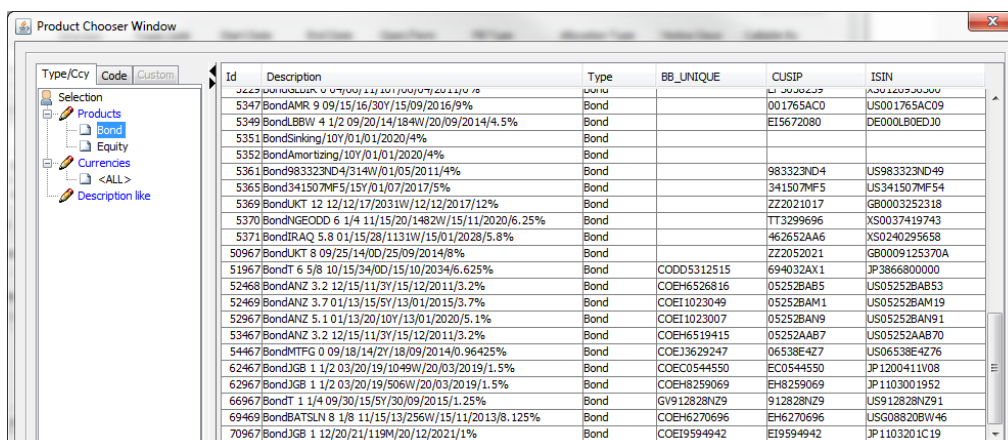 Product Chooser Window
Type/Ccy Code Custom
Selection
Products
Bond
Equity
Currencies
<ALL>
Description like
Id Description Type BB_UNIQUE CUSIP ISIN
5347 BondAMR 9 09/15/16/30Y/15/09/2016/9% Bond 001765AC0 US001765AC09
5349 BondLBBW 4 1/2 09/20/14/184W/20/09/2014/4.5% Bond EI5672080 DE000LB0EDJ0
5351 BondSinking/10Y/01/01/2020/4% Bond
5352 BondAmortizing/10Y/01/01/2020/4% Bond
5361 Bond983323ND4/314W/01/05/2011/4% Bond 983323ND4 US983323ND49
5365 Bond341507MF5/15Y/01/07/2017/5% Bond 341507MF5 US341507MF54
5369 BondUKT 12 12/12/17/2031W/12/12/2017/12% Bond ZZ2021017 GB0003252318
5370 BondNGEODD 6 1/4 11/15/20/1482W/15/11/2020/6.25% Bond TT3299696 XS0037419743
5371 BondIRAQ 5.8 01/15/28/1131W/15/01/2028/5.8% Bond 462652AA6 XS0240295658
50967 BondUKT 8 09/25/14/0D/25/09/2014/8% Bond ZZ2052021 GB0009125370A
51967 BondT 6 5/8 10/15/34/0D/15/10/2034/6.625% Bond CODD5312515 694032AX1 JP3866800000
52468 BondANZ 3.2 12/15/11/3Y/15/12/2011/3.2% Bond COEH6526816 05252BAB5 US05252BAB53
52469 BondANZ 3.7 01/13/15/5Y/13/01/2015/3.7% Bond COEI1023049 05252BAM1 US05252BAM19
52967 BondANZ 5.1 01/13/20/10Y/13/01/2020/5.1% Bond COEI1023007 05252BAN9 US05252BAN91
53467 BondANZ 3.2 12/15/11/3Y/15/12/2011/3.2% Bond COEH6519415 05252AAB7 US05252AAB70
54467 BondMTFG 0 09/18/14/2Y/18/09/2014/0.96425% Bond COEJ3629247 06538E4Z7 US06538E4Z76
62467 BondJGB 1 1/2 03/20/19/1049W/20/03/2019/1.5% Bond COEC0544550 EC0544550 JP1200411V08
62967 BondJGB 1 1/2 03/20/19/506W/20/03/2019/1.5% Bond COEH8259069 EH8259069 JP1103001952
66967 BondT 1 1/4 09/30/15/5Y/30/09/2015/1.25% Bond GV912828NZ9 912828NZ9 US912828NZ91
69469 BondBATSLN 8 1/8 11/15/13/256W/15/11/2013/8.125% Bond COEH6270696 EH6270696 USG08820BW46
70967 BondJGB 1 12/20/21/119M/20/12/2021/1% Bond COEI9594942 EI9594942 JP1103201C19